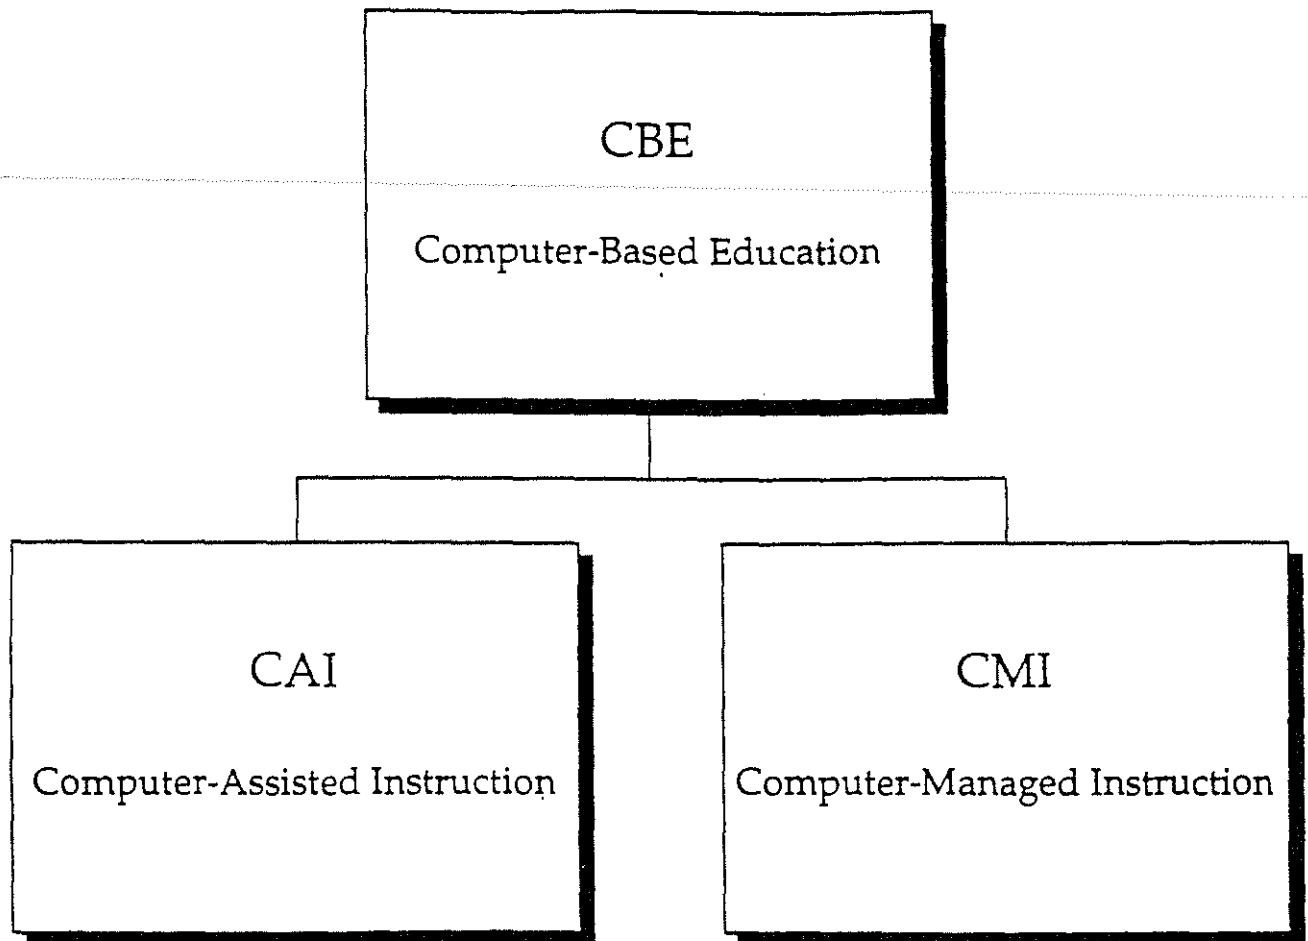 CBE
Computer-Based Education
CAI
Computer-Assisted Instruction
CMI
Computer-Managed Instruction